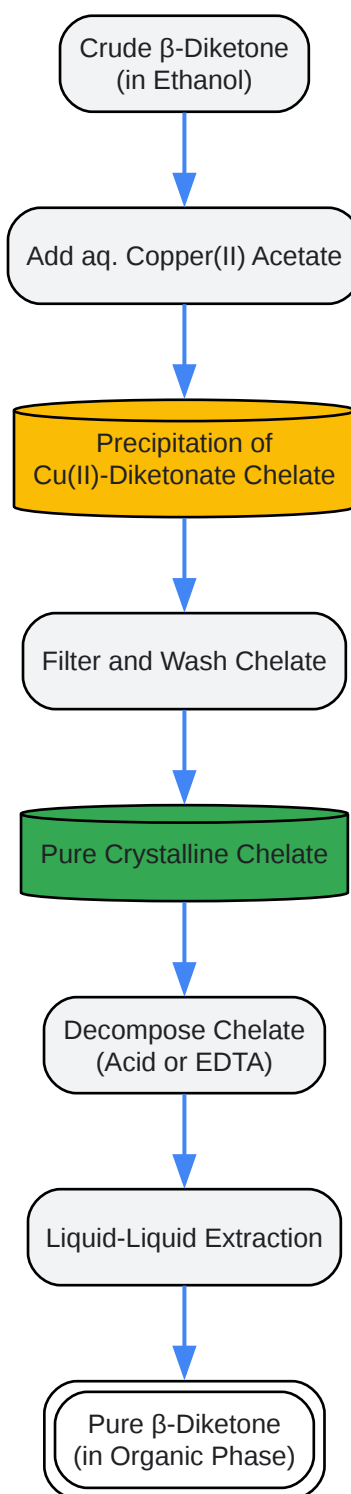 Crude β-Diketone
(in Ethanol)
Add aq. Copper(II) Acetate
Precipitation of
Cu(II)-Diketonate Chelate
Filter and Wash Chelate
Pure Crystalline Chelate
Decompose Chelate
(Acid or EDTA)
Liquid-Liquid Extraction
Pure β-Diketone
(in Organic Phase)